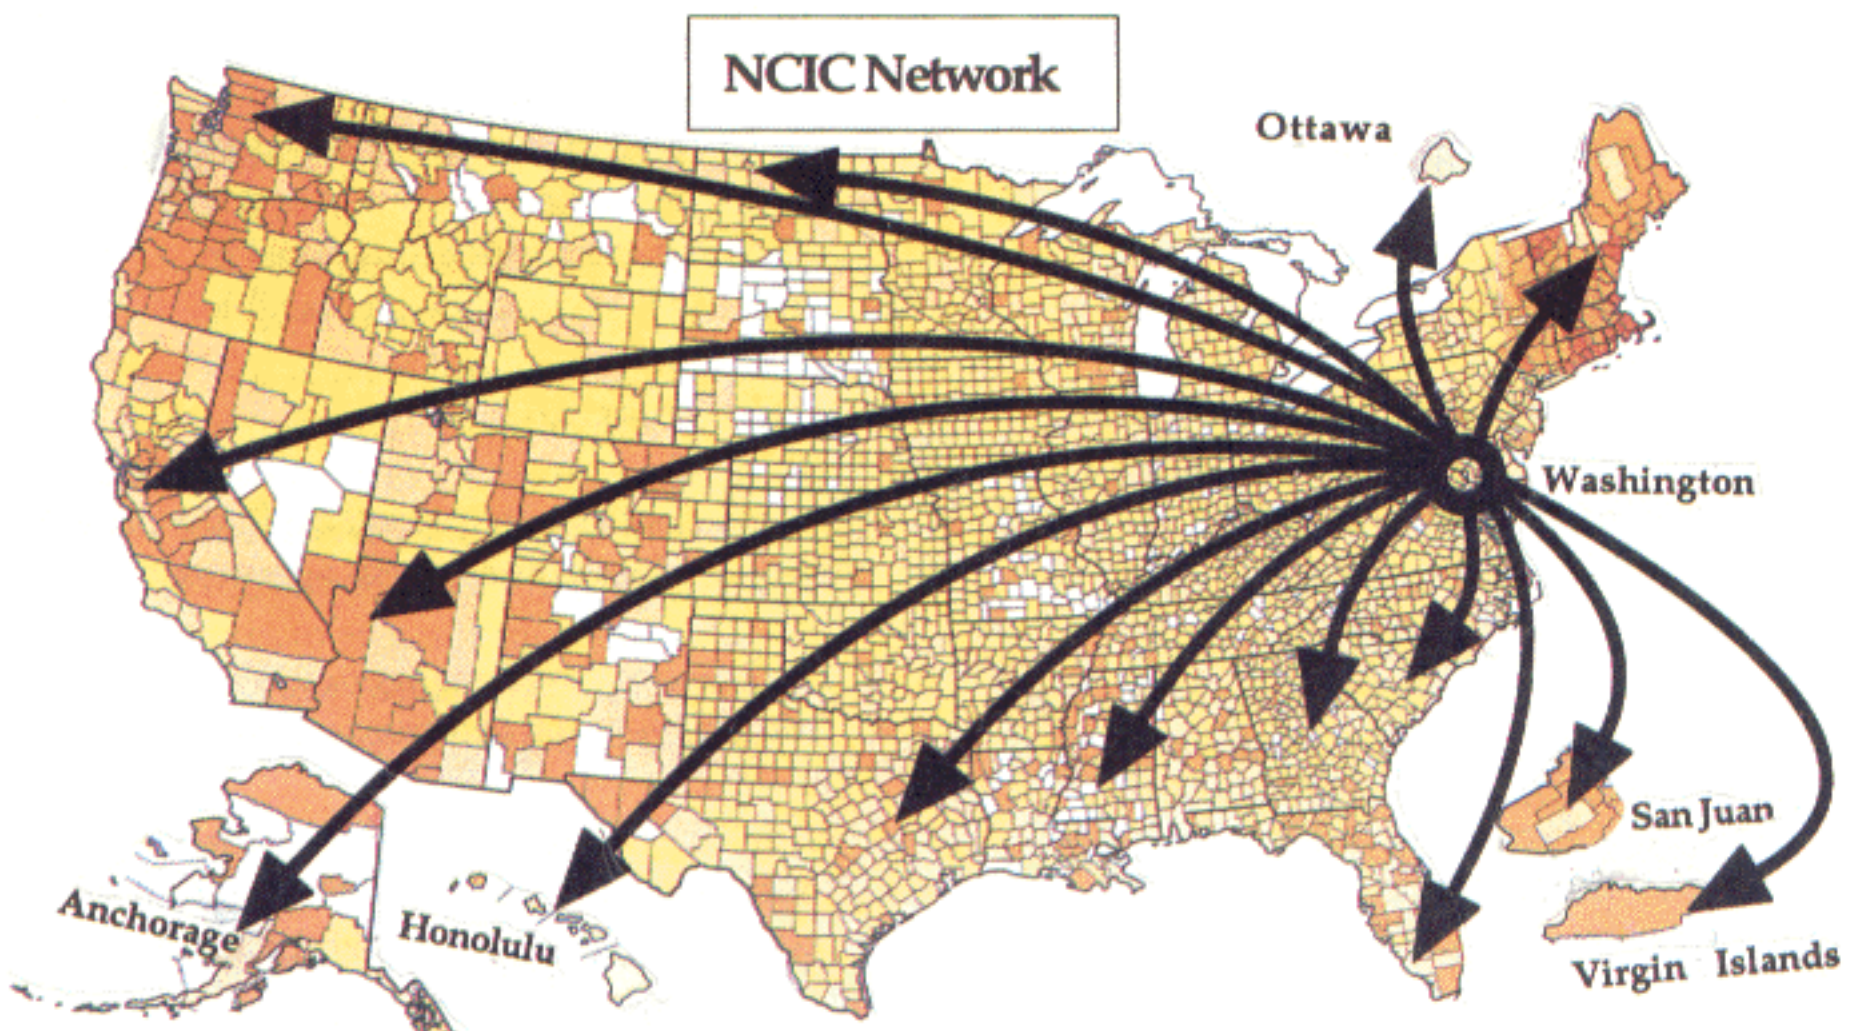 NCIC Network
Ottawa
Washington
San Juan
Anchorage
Honolulu
Virgin Islands